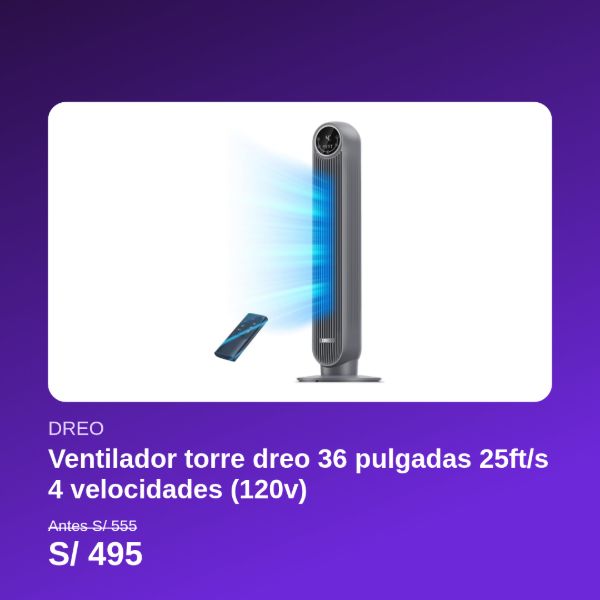 DREO
Ventilador torre dreo 36 pulgadas 25ft/s
4 velocidades (120v)
Antes S/ 555
S/ 495